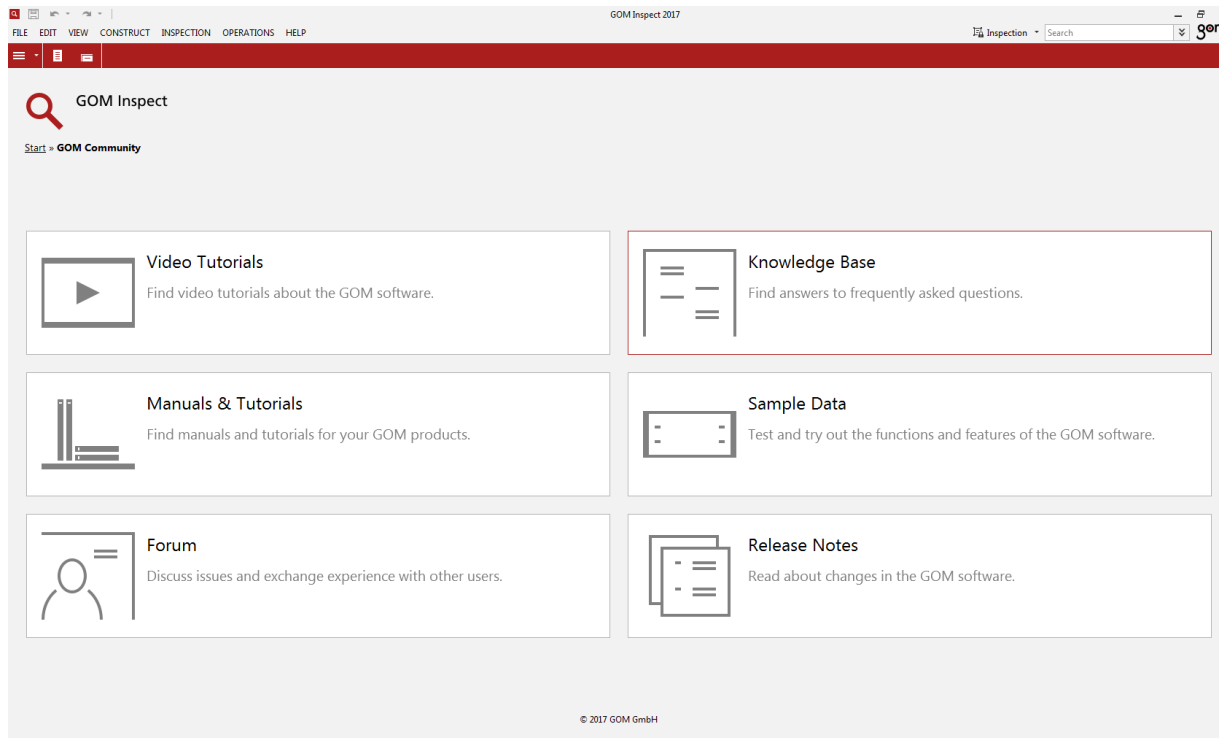 GOM Inspect 2017
FILE EDIT VIEW CONSTRUCT INSPECTION OPERATIONS HELP
Inspection
Search
GOM Inspect
Start » GOM Community
Video Tutorials
Find video tutorials about the GOM software.
Knowledge Base
Find answers to frequently asked questions.
Manuals & Tutorials
Find manuals and tutorials for your GOM products.
Sample Data
Test and try out the functions and features of the GOM software.
Forum
Discuss issues and exchange experience with other users.
Release Notes
Read about changes in the GOM software.
© 2017 GOM GmbH